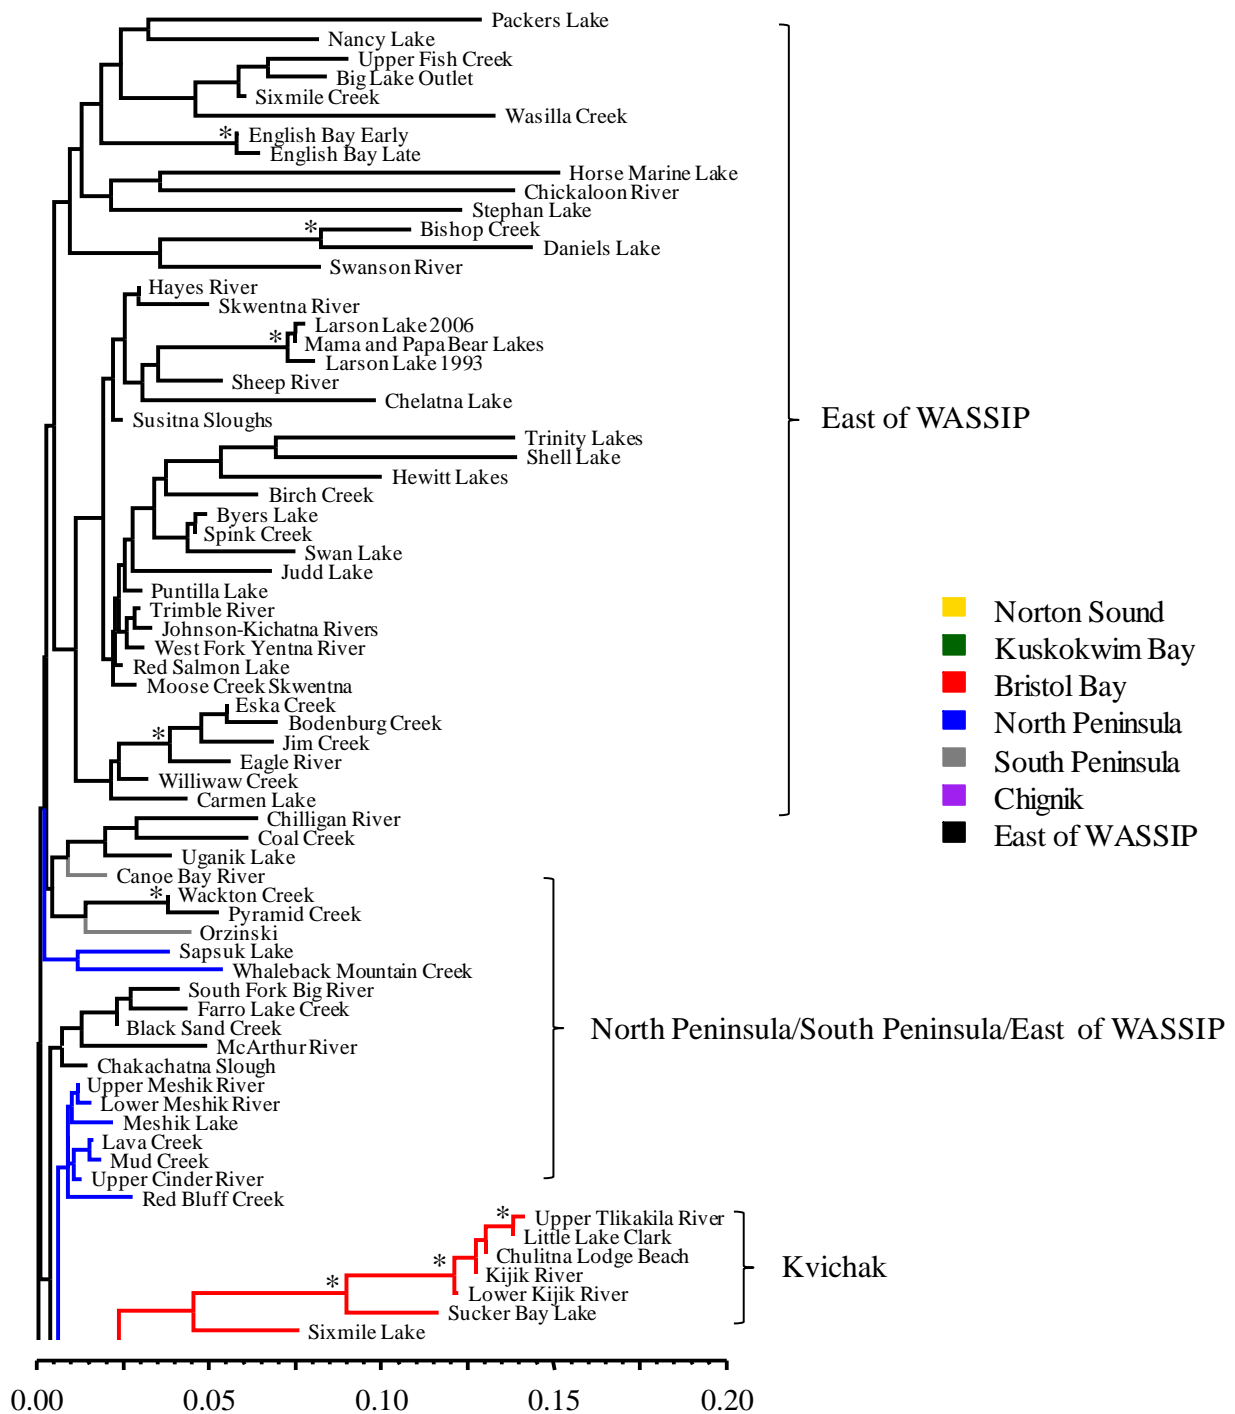 Packers Lake
Nancy Lake
Upper Fish Creek
Big Lake Outlet
Sixmile Creek
Wasilla Creek
* English Bay Early
English Bay Late
Horse Marine Lake
Chickaloon River
Stephan Lake
* Bishop Creek
Daniels Lake
Swanson River
Hayes River
Skwentna River
Larson Lake 2006
* Mama and Papa Bear Lakes
Larson Lake 1993
Sheep River
Chelatna Lake
Susitna Sloughs
East of WASSIP
Trinity Lakes
Shell Lake
Hewitt Lakes
Birch Creek
Byers Lake
Spink Creek
Swan Lake
Judd Lake
Puntilla Lake
Trimble River
Johnson-Kichatna Rivers
West Fork Yentna River
Red Salmon Lake
Moose Creek Skwentna
Eska Creek
Bodenburg Creek
* Jim Creek
Eagle River
Williwaw Creek
Carmen Lake
Norton Sound
Kuskokwim Bay
Bristol Bay
North Peninsula
South Peninsula
Chignik
East of WASSIP
Chilligan River
Coal Creek
Uganik Lake
Canoe Bay River
* Wackton Creek
Pyramid Creek
Orzinski
Sapsuk Lake
Whaleback Mountain Creek
South Fork Big River
Farro Lake Creek
Black Sand Creek
McArthur River
Chakachatna Slough
Upper Meshik River
Lower Meshik River
Meshik Lake
Lava Creek
Mud Creek
Upper Cinder River
Red Bluff Creek
North Peninsula/South Peninsula/East of WASSIP
* Upper Tlikakila River
Little Lake Clark
* Chulitna Lodge Beach
Kijik River
* Lower Kijik River
Sucker Bay Lake
Sixmile Lake
Kvichak
0.00 0.05 0.10 0.15 0.20